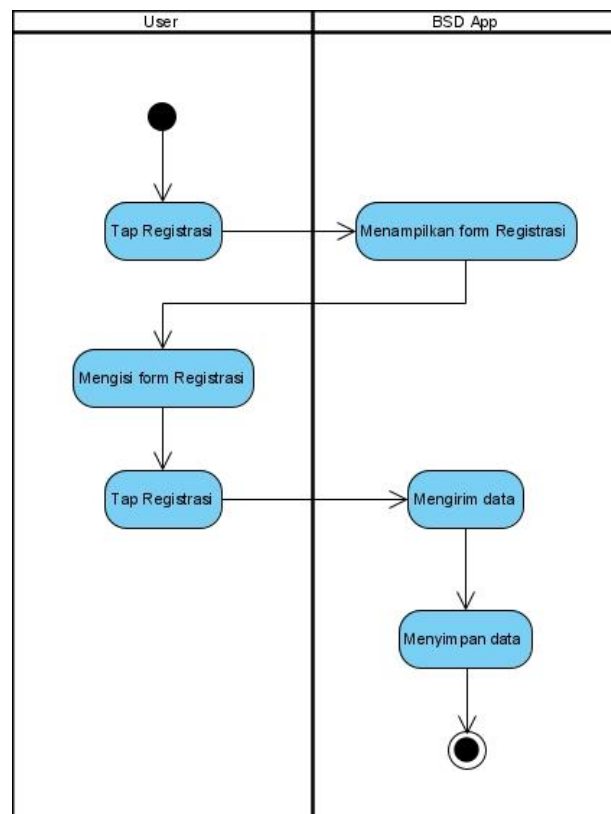 User
BSD App
Tap Registrasi
Menampilkan form Registrasi
Mengisi form Registrasi
Tap Registrasi
Mengirim data
Menyimpan data